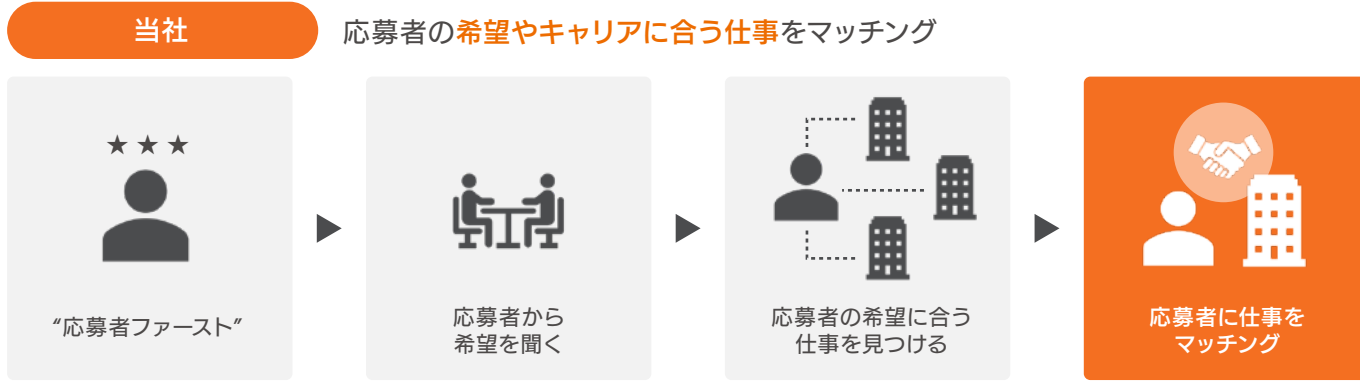 当社
応募者の希望やキャリアに合う仕事をマッチング
“応募者ファースト”
応募者から
希望を聞く
応募者の希望に合う
仕事を見つける
応募者に仕事を
マッチング